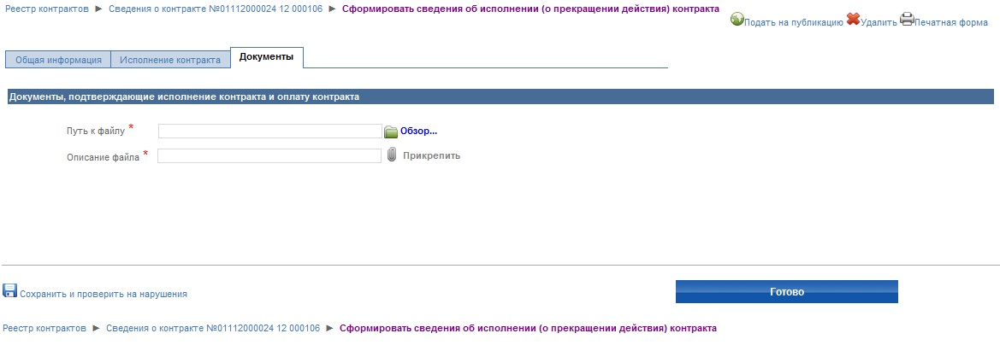 Реестр контрактов ► Сведения о контракте №01112000024 12 000106 ► Сформировать сведения об исполнении (о прекращении действия) контракта
Подать на публикацию Удалить Печатная форма
Общая информация Исполнение контракта Документы
Документы, подтверждающие исполнение контракта и оплату контракта
Путь к файлу * Обзор...
Описание файла * Прикрепить
Сохранить и проверить на нарушения Готово
Реестр контрактов ► Сведения о контракте №01112000024 12 000106 ► Сформировать сведения об исполнении (о прекращении действия) контракта